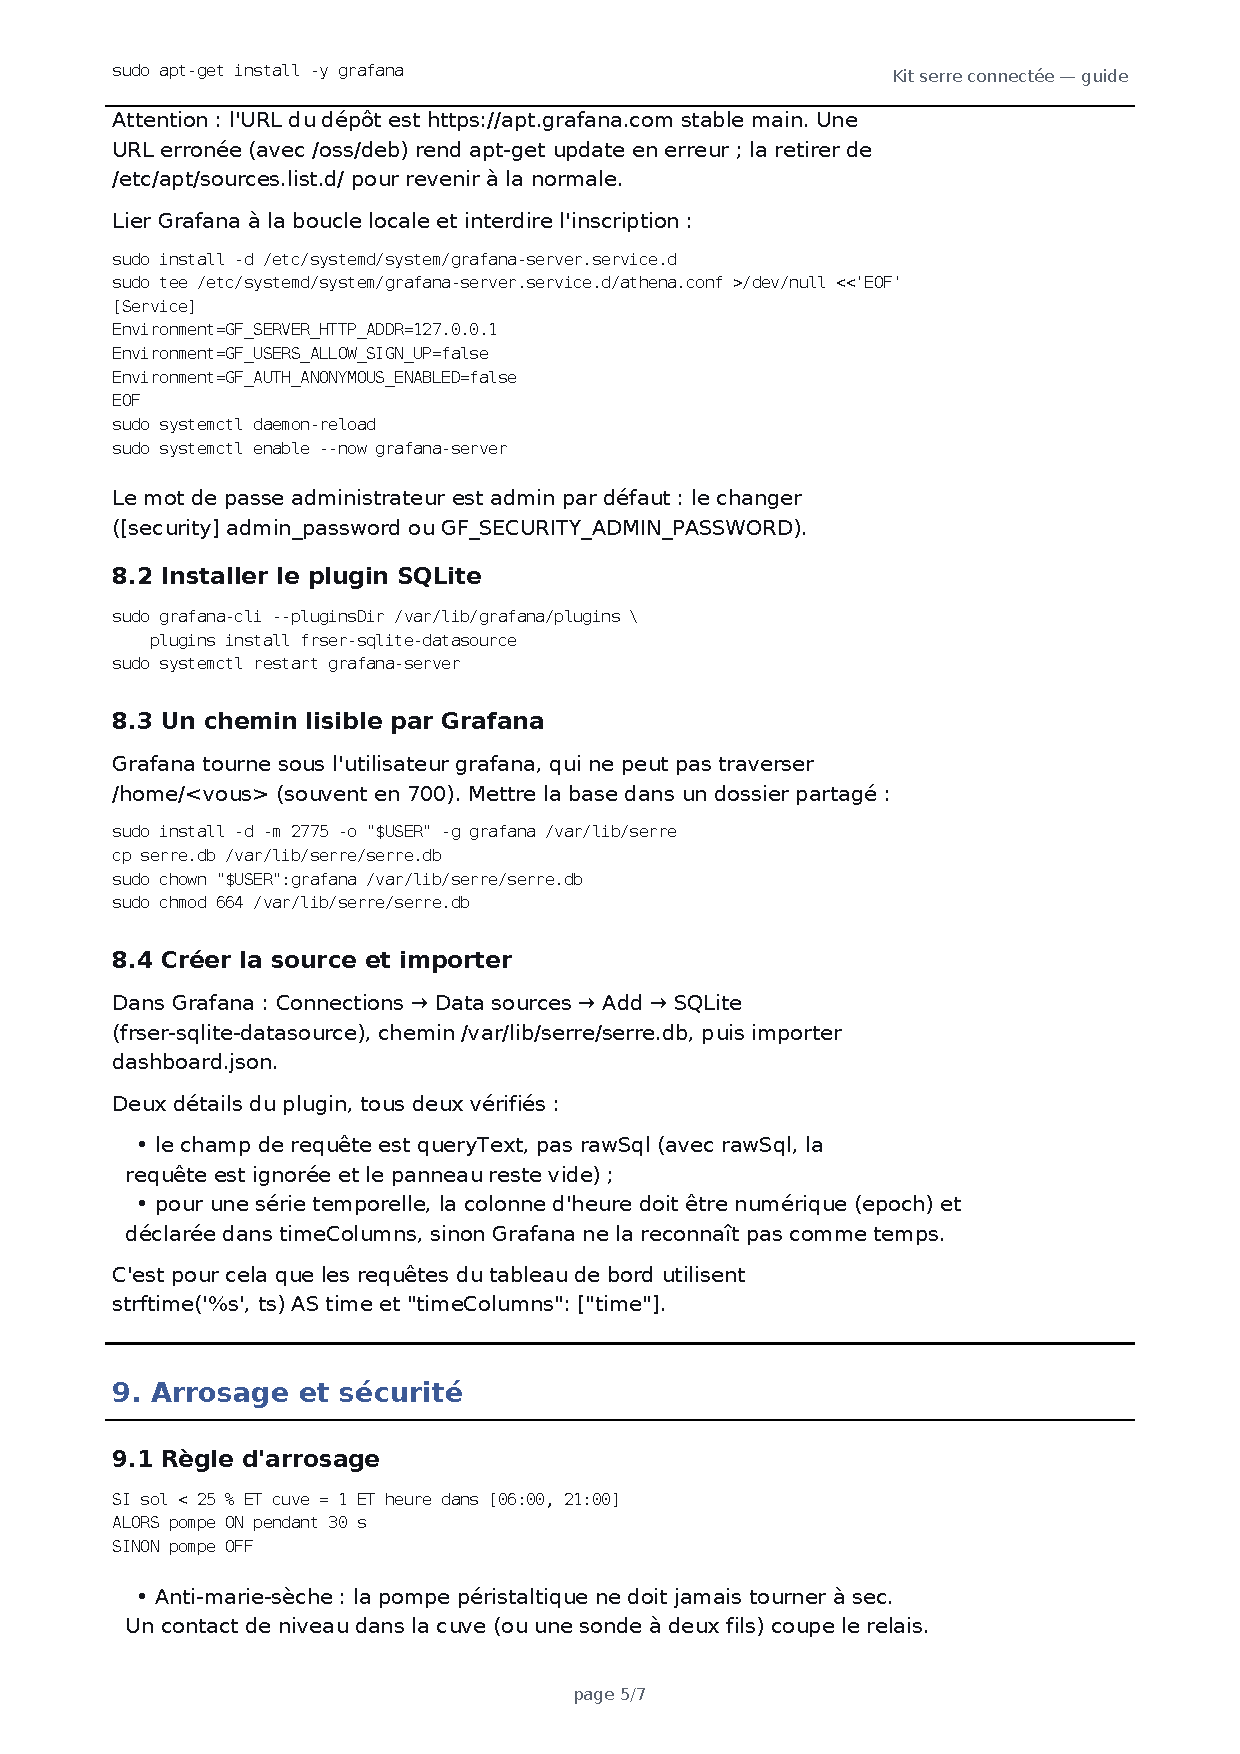 sudo apt-get install -y grafana
Kit serre connectée — guide
Attention : l'URL du dépôt est https://apt.grafana.com stable main. Une
URL erronée (avec /oss/deb) rend apt-get update en erreur ; la retirer de
/etc/apt/sources.list.d/ pour revenir à la normale.
Lier Grafana à la boucle locale et interdire l'inscription :
sudo install -d /etc/systemd/system/grafana-server.service.d
sudo tee /etc/systemd/system/grafana-server.service.d/athena.conf >/dev/null <<'EOF'
[Service]
Environment=GF_SERVER_HTTP_ADDR=127.0.0.1
Environment=GF_USERS_ALLOW_SIGN_UP=false
Environment=GF_AUTH_ANONYMOUS_ENABLED=false
EOF
sudo systemctl daemon-reload
sudo systemctl enable --now grafana-server
Le mot de passe administrateur est admin par défaut : le changer
([security] admin_password ou GF_SECURITY_ADMIN_PASSWORD).
8.2 Installer le plugin SQLite
sudo grafana-cli --pluginsDir /var/lib/grafana/plugins \
plugins install frser-sqlite-datasource
sudo systemctl restart grafana-server
8.3 Un chemin lisible par Grafana
Grafana tourne sous l'utilisateur grafana, qui ne peut pas traverser
/home/<vous> (souvent en 700). Mettre la base dans un dossier partagé :
sudo install -d -m 2775 -o "$USER" -g grafana /var/lib/serre
cp serre.db /var/lib/serre/serre.db
sudo chown "$USER":grafana /var/lib/serre/serre.db
sudo chmod 664 /var/lib/serre/serre.db
8.4 Créer la source et importer
Dans Grafana : Connections → Data sources → Add → SQLite
(frser-sqlite-datasource), chemin /var/lib/serre/serre.db, puis importer
dashboard.json.
Deux détails du plugin, tous deux vérifiés :
• le champ de requête est queryText, pas rawSql (avec rawSql, la
requête est ignorée et le panneau reste vide) ;
• pour une série temporelle, la colonne d'heure doit être numérique (epoch) et
déclarée dans timeColumns, sinon Grafana ne la reconnaît pas comme temps.
C'est pour cela que les requêtes du tableau de bord utilisent
strftime('%s', ts) AS time et "timeColumns": ["time"].
9. Arrosage et sécurité
9.1 Règle d'arrosage
SI sol < 25 % ET cuve = 1 ET heure dans [06:00, 21:00]
ALORS pompe ON pendant 30 s
SINON pompe OFF
• Anti-marie-sèche : la pompe péristaltique ne doit jamais tourner à sec.
Un contact de niveau dans la cuve (ou une sonde à deux fils) coupe le relais.
page 5/7